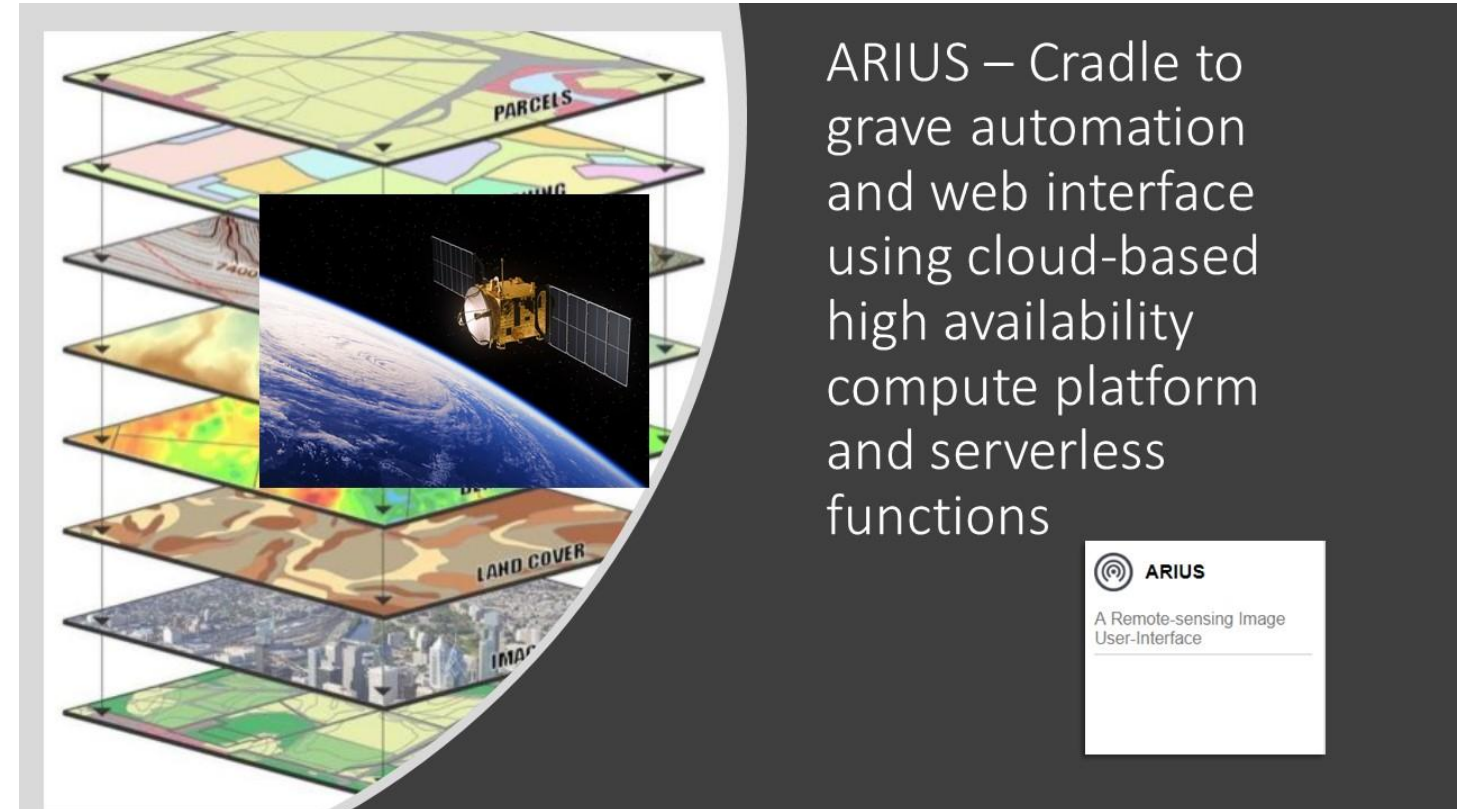 PARCELS
7400
LAND COVER
ARIUS – Cradle to
grave automation
and web interface
using cloud-based
high availability
compute platform
and serverless
functions
ARIUS
A Remote-sensing Image
User-Interface